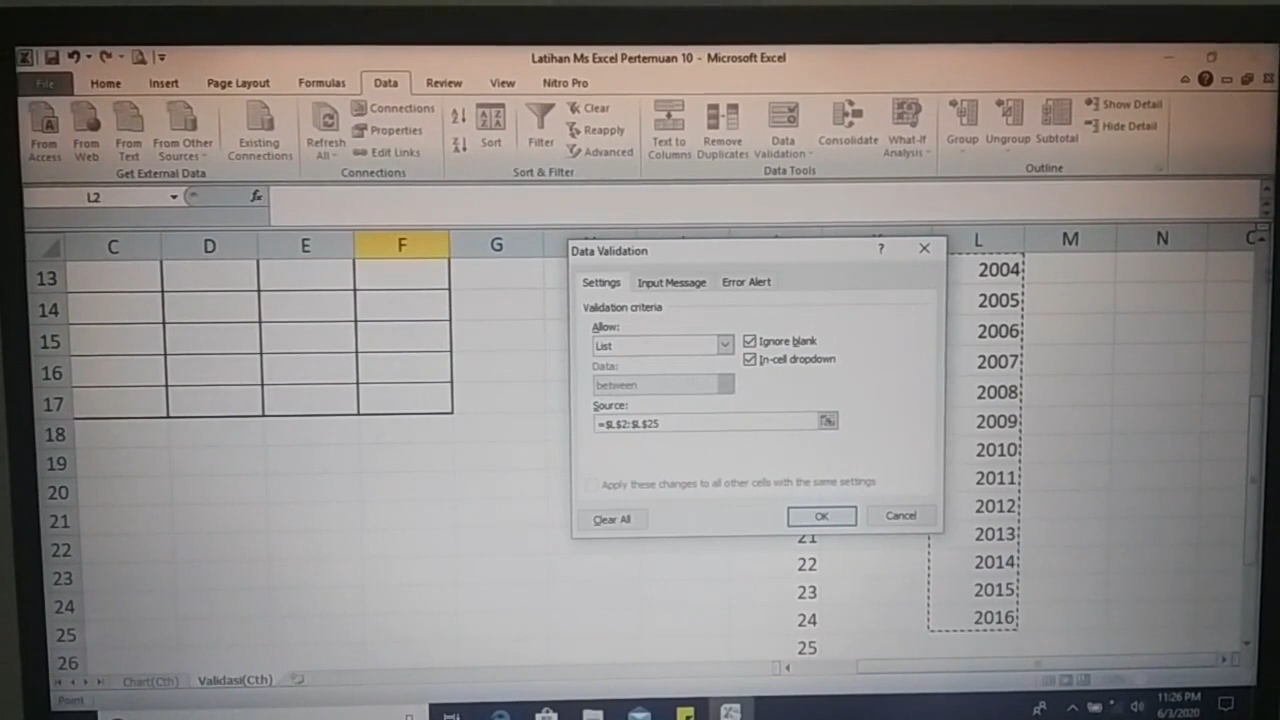 Latihan Ms Excel Pertemuan 10 - Microsoft Excel
File Home Insert Page Layout Formulas Data Review View Nitro Pro
From Access From Web From Text From Other Sources Existing Connections
Get External Data
Refresh All Connections Properties Edit Links
Connections
Sort Filter Clear Reapply Advanced
Sort & Filter
Text to Columns Remove Duplicates Data Validation Consolidate What-If Analysis
Data Tools
Group Ungroup Subtotal Show Detail Hide Detail
Outline
L2 fx
C D E F G L M N
13 2004
14 2005
15 2006
16 2007
17 2008
18 2009
19 2010
20 2011
21 2012
22 21 2013
23 22 2014
24 23 2015
25 24 2016
26 25
Data Validation ?
Settings Input Message Error Alert
Validation criteria
Allow:
List Ignore blank
Data: In-cell dropdown
between
Source:
=$L$2:$L$25
Apply these changes to all other cells with the same settings
Clear All OK Cancel
Chart(Cth) Validasi(Cth)
Point
11:26 PM
6/3/2020